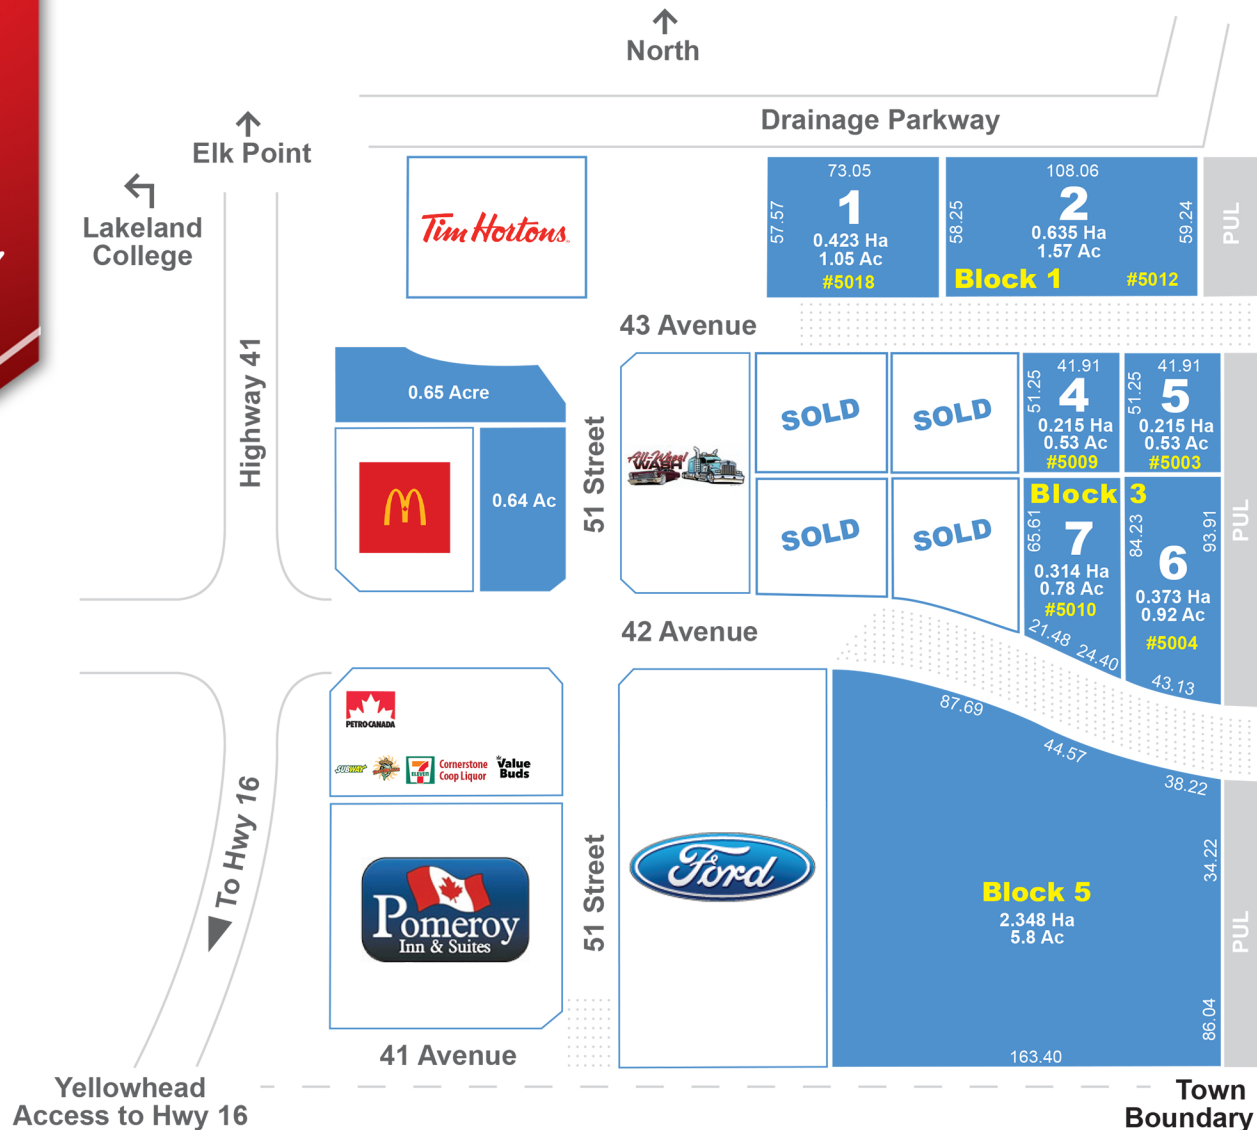 North
Drainage Parkway
Elk Point
Lakeland
College
Highway 41
Tim Hortons
73.05
57.57
1
0.423 Ha
1.05 Ac
#5018
108.06
58.25
2
0.635 Ha
1.57 Ac
59.24
Block 1
#5012
PUL
43 Avenue
0.65 Acre
0.64 Ac
51 Street
All-Wheel
WASH
SOLD
SOLD
SOLD
SOLD
41.91
51.25
4
0.215 Ha
0.53 Ac
#5009
41.91
51.25
5
0.215 Ha
0.53 Ac
#5003
Block 3
65.61
7
0.314 Ha
0.78 Ac
#5010
21.48
24.40
84.23
93.91
6
0.373 Ha
0.92 Ac
#5004
43.13
PUL
42 Avenue
PETRO-CANADA
SUBWAY
7
ELEVEN
Cornerstone
Coop Liquor
Value
Buds
To Hwy 16
Pomeroy
Inn & Suites
51 Street
Ford
87.69
44.57
38.22
34.22
Block 5
2.348 Ha
5.8 Ac
86.04
163.40
PUL
41 Avenue
Yellowhead
Access to Hwy 16
Town
Boundary